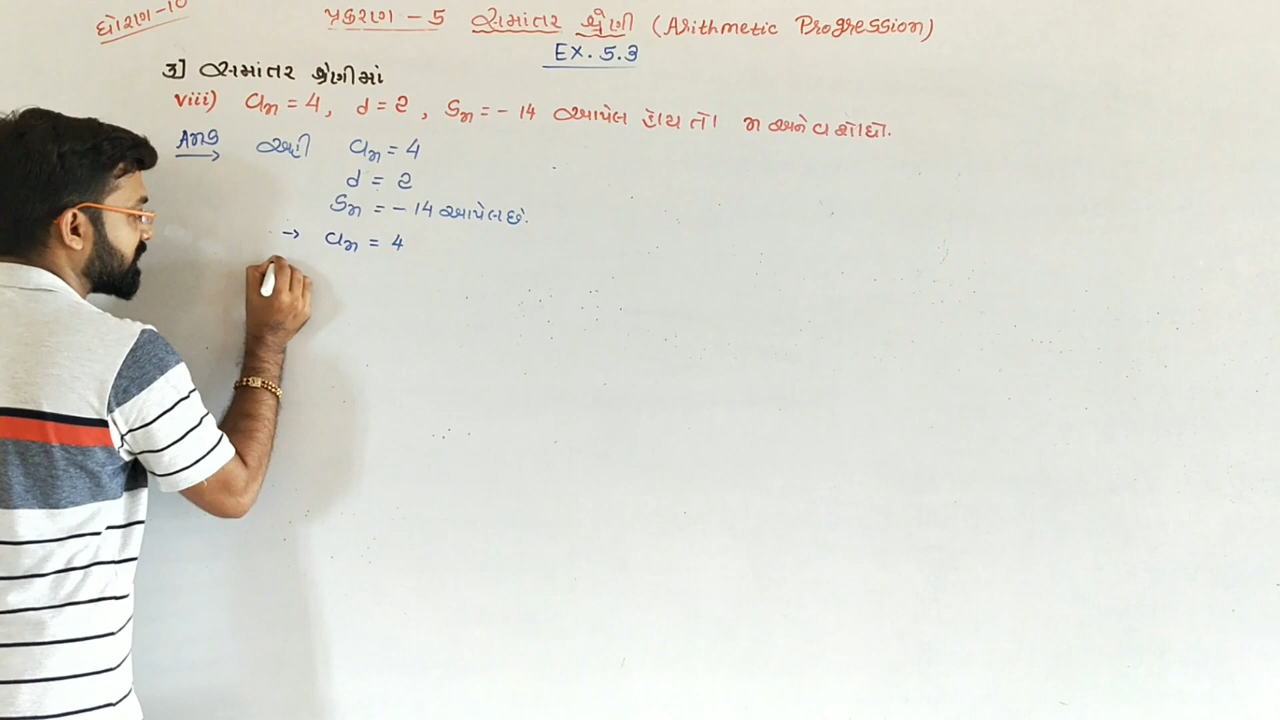 ધોરણ-10
પ્રકરણ - 5 સમાંતર શ્રેણી (Arithmetic Progression)
EX. 5.3
3] સમાંતર શ્રેણીમાં
viii) an = 4, d = 2, Sn = - 14 આપેલ હોય તો n અને a શોધો.
Ans અહીં an = 4
d = 2
Sn = - 14 આપેલ છે.
→ an = 4